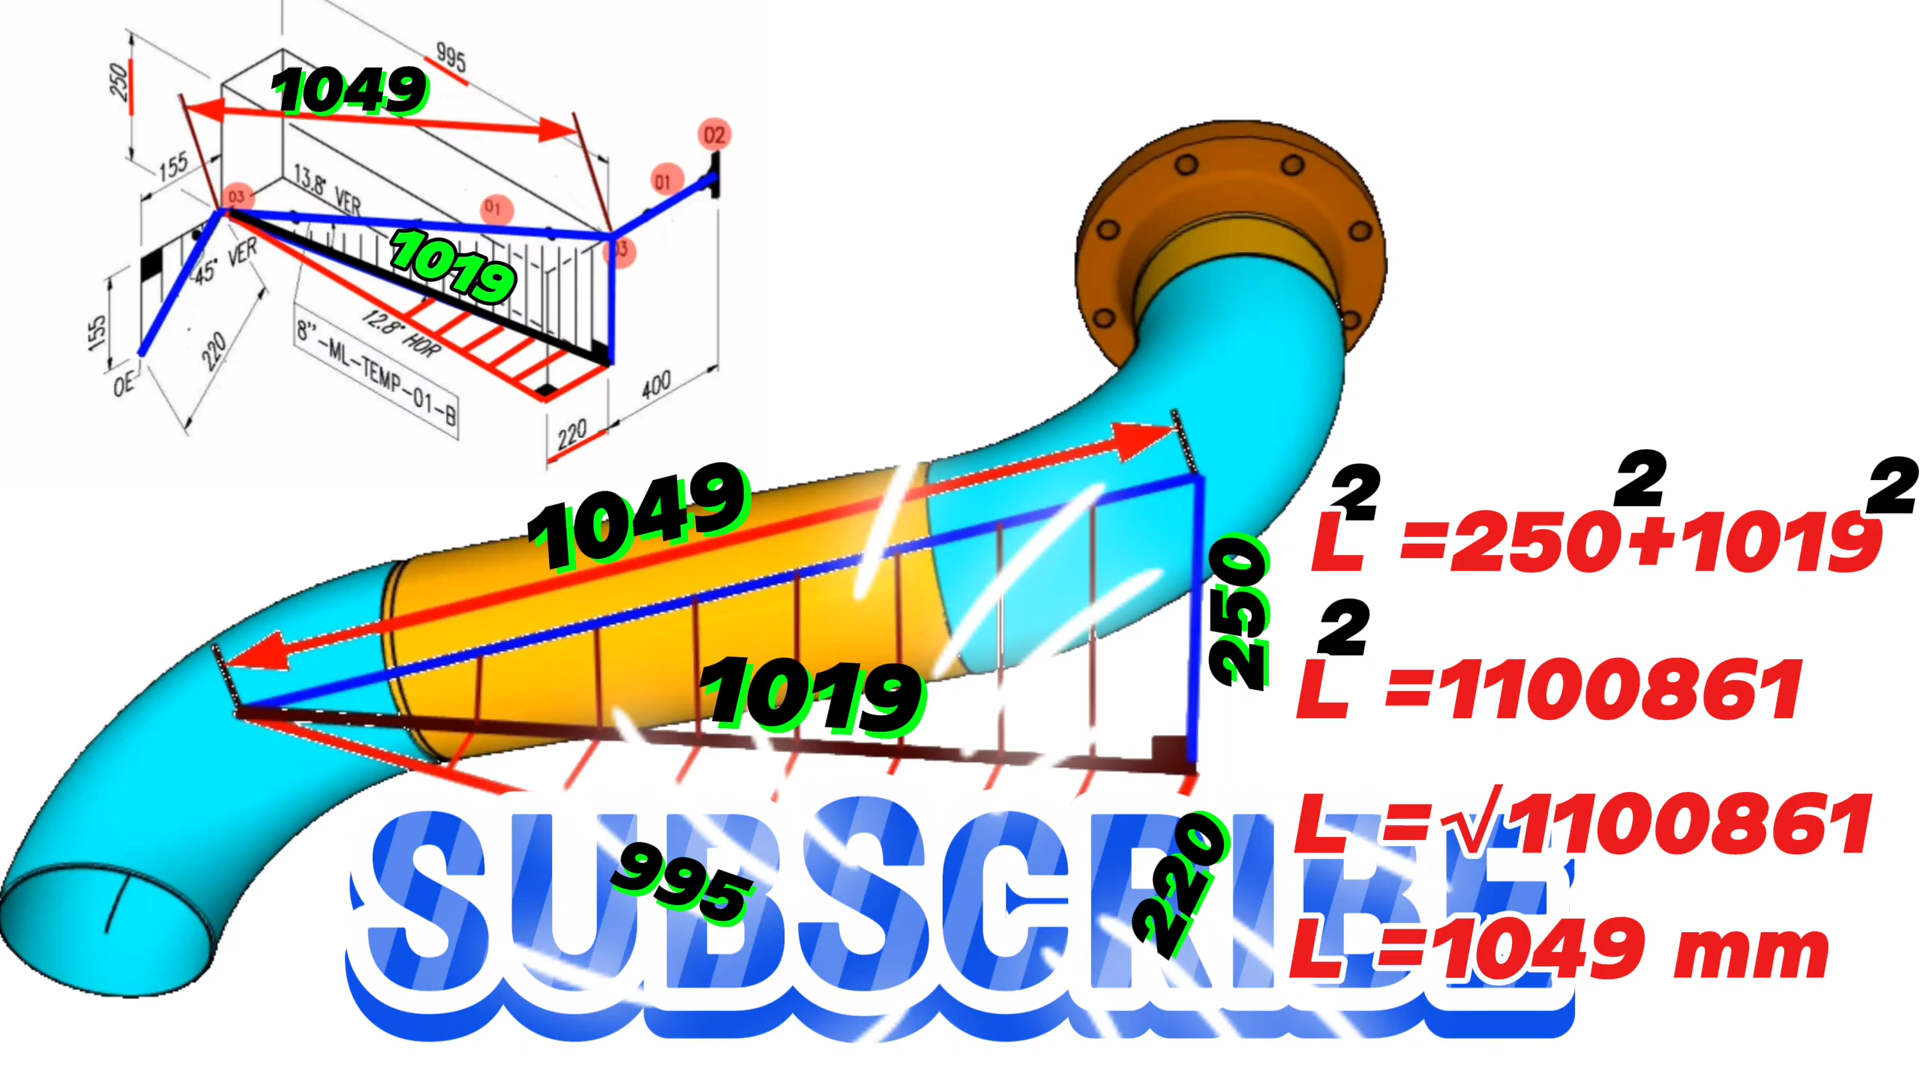 995
250
1049
155
03
13.8° VER
01
01
02
03
1019
45° VER
12.8° HOR
8"-ML-TEMP-01-B
155
220
OE
400
220
1049
1019
250
995
220
L² =250²+1019²
L² =1100861
L =√1100861
L =1049 mm
SUBSCRIBE